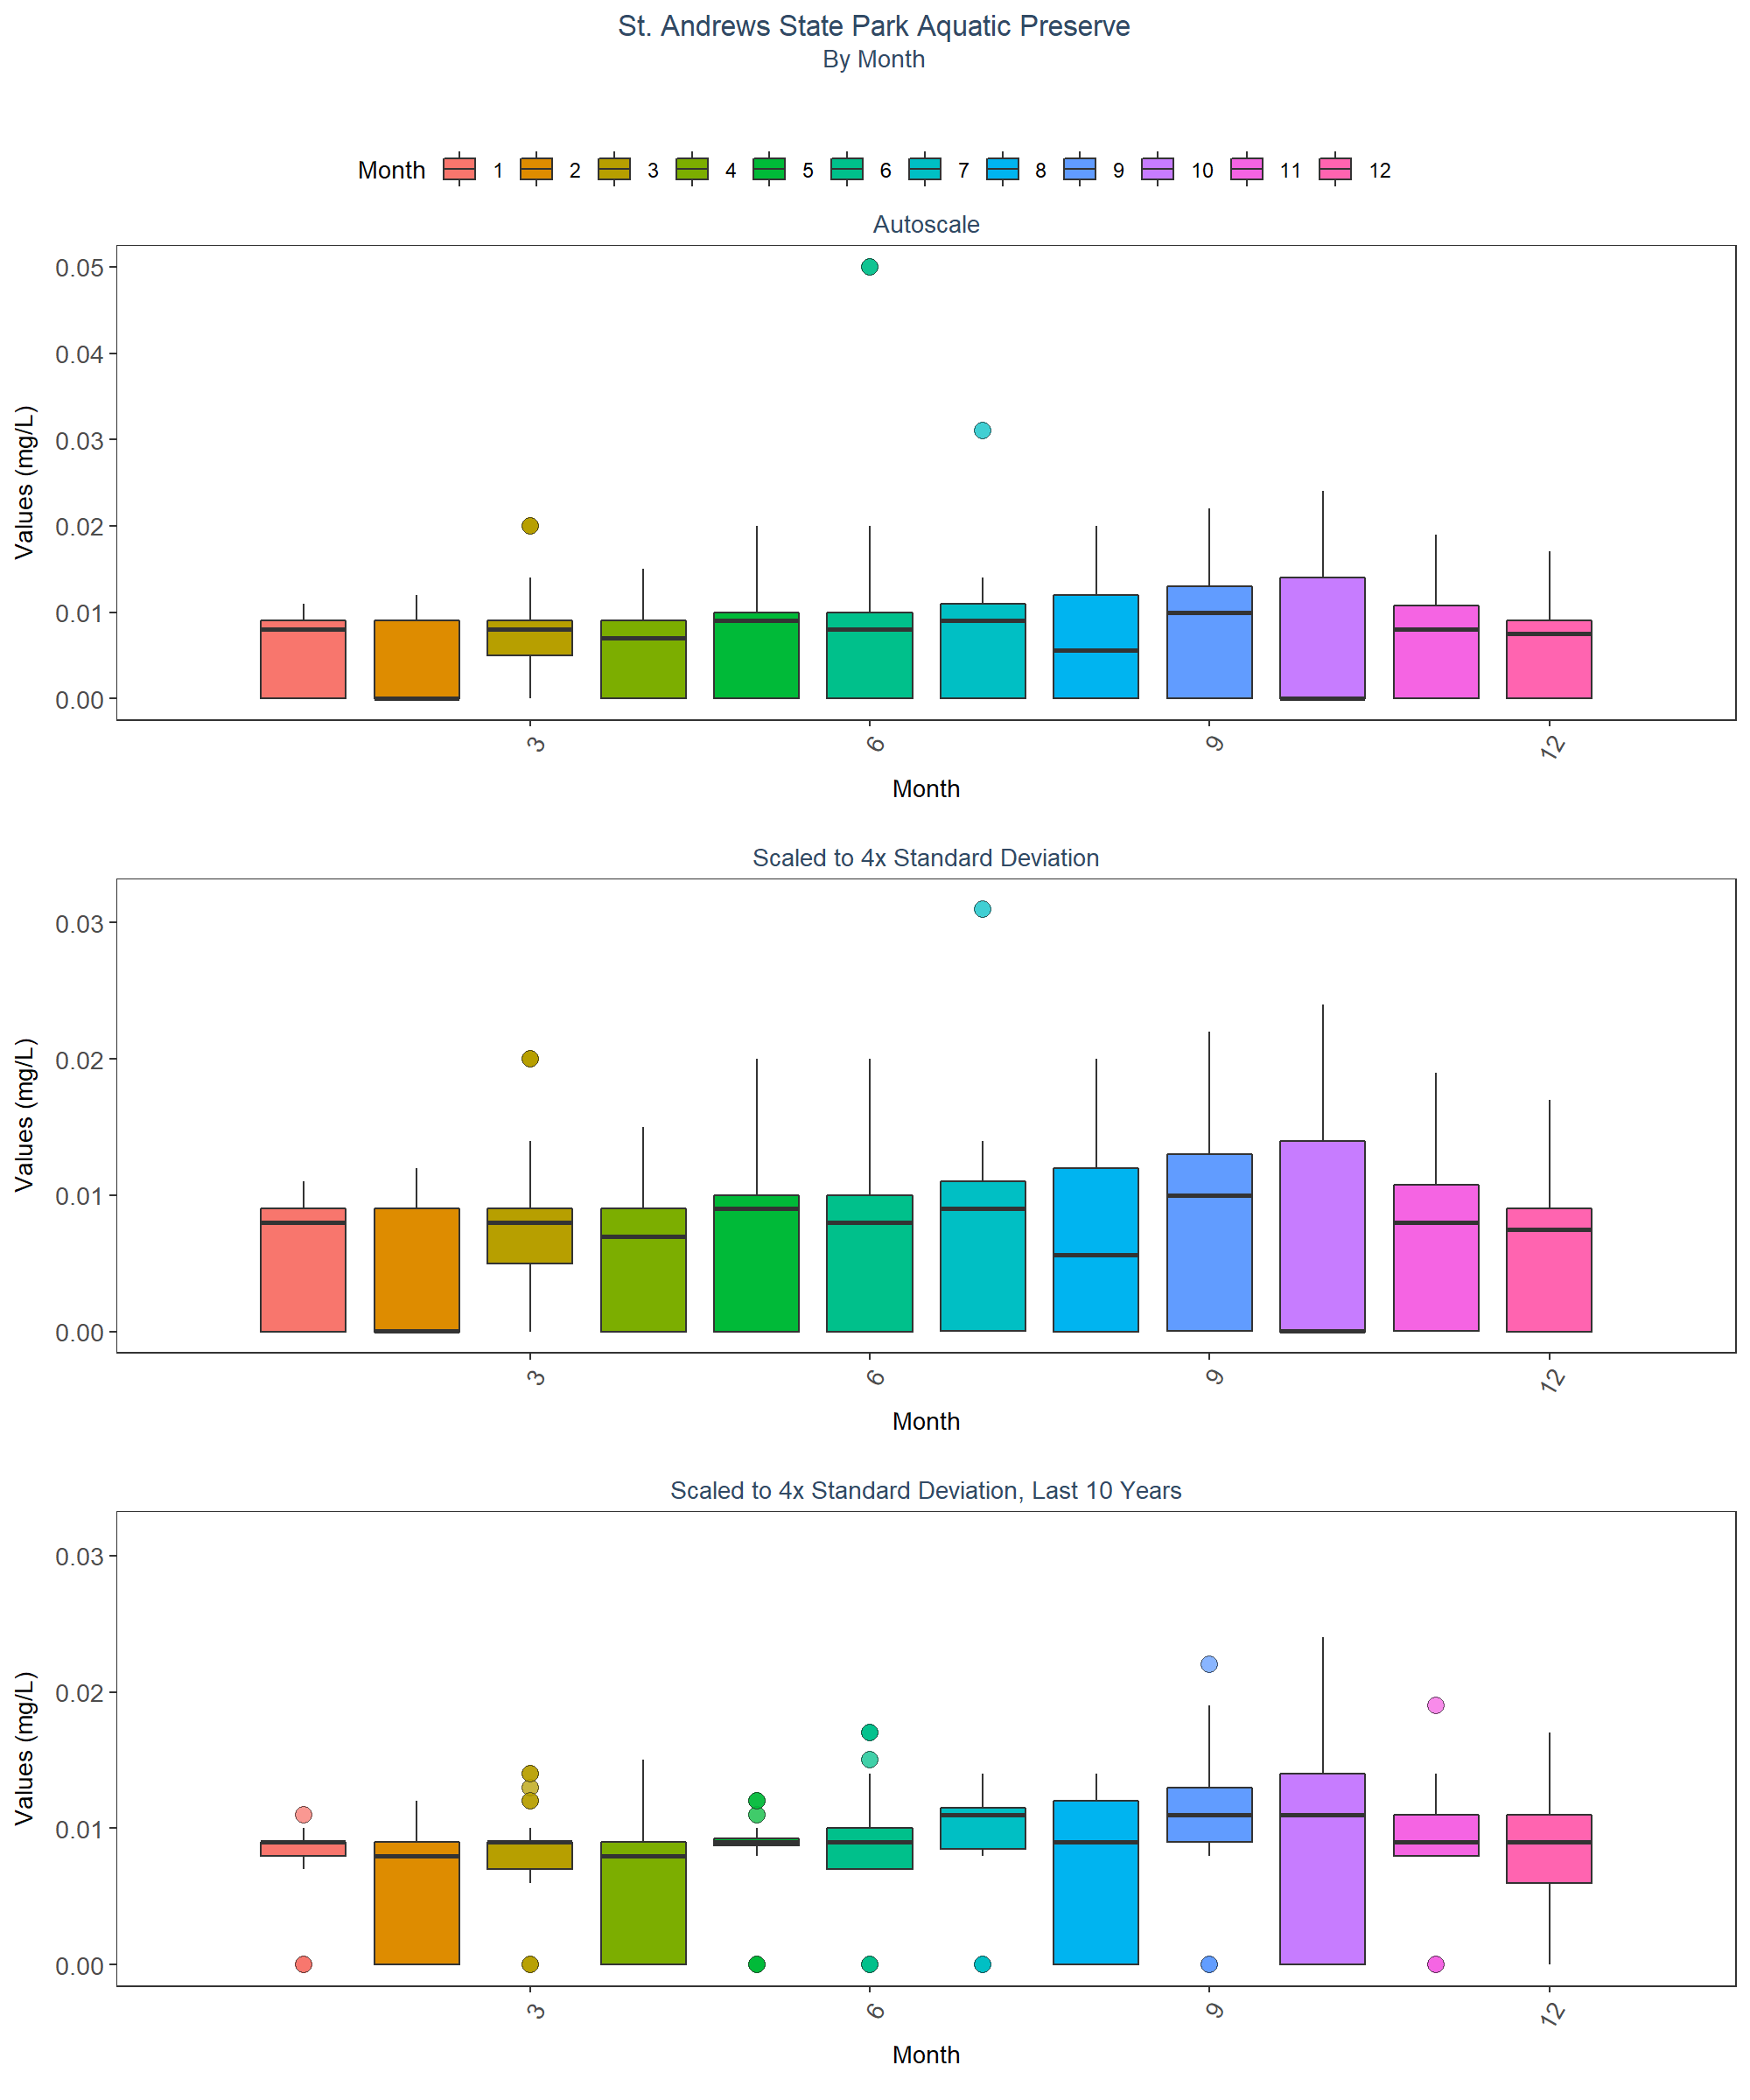 St. Andrews State Park Aquatic Preserve
By Month
Month 1 2 3 4 5 6 7 8 9 10 11 12
Autoscale
Values (mg/L)
0.05
0.04
0.03
0.02
0.01
0.00
3 6 9 12
Month
Scaled to 4x Standard Deviation
Values (mg/L)
0.03
0.02
0.01
0.00
3 6 9 12
Month
Scaled to 4x Standard Deviation, Last 10 Years
Values (mg/L)
0.03
0.02
0.01
0.00
3 6 9 12
Month